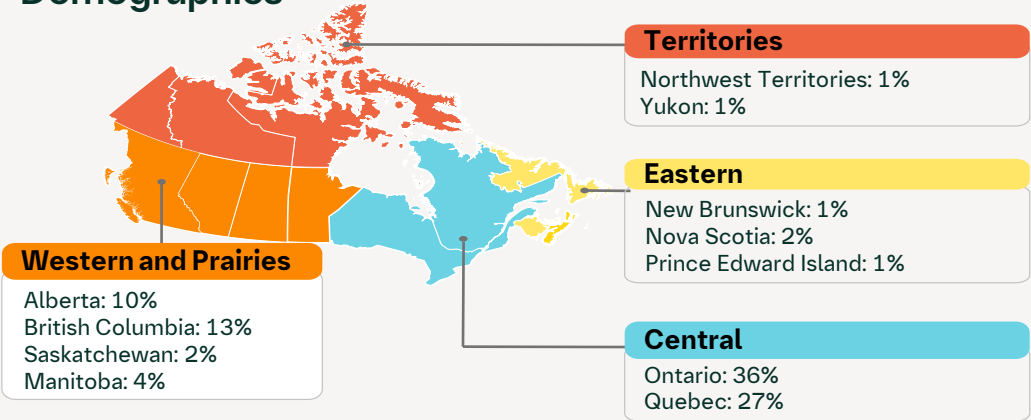 Demographics
Territories
Northwest Territories: 1%
Yukon: 1%
Eastern
New Brunswick: 1%
Nova Scotia: 2%
Prince Edward Island: 1%
Western and Prairies
Alberta: 10%
British Columbia: 13%
Saskatchewan: 2%
Manitoba: 4%
Central
Ontario: 36%
Quebec: 27%